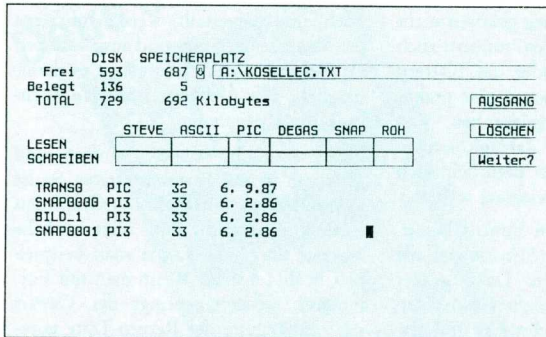 DISK SPEICHERPLATZ
Frei 593 687 A:\KOSELLEC.TXT
Belegt 136 5
TOTAL 729 692 Kilobytes
AUSGANG
STEVE ASCII PIC DEGAS SNAP ROH
LÖSCHEN
LESEN
SCHREIBEN
Weiter?
TRANS0 PIC 32 6. 9.87
SNAP0000 PI3 33 6. 2.86
BILD_1 PI3 33 6. 2.86
SNAP0001 PI3 33 6. 2.86